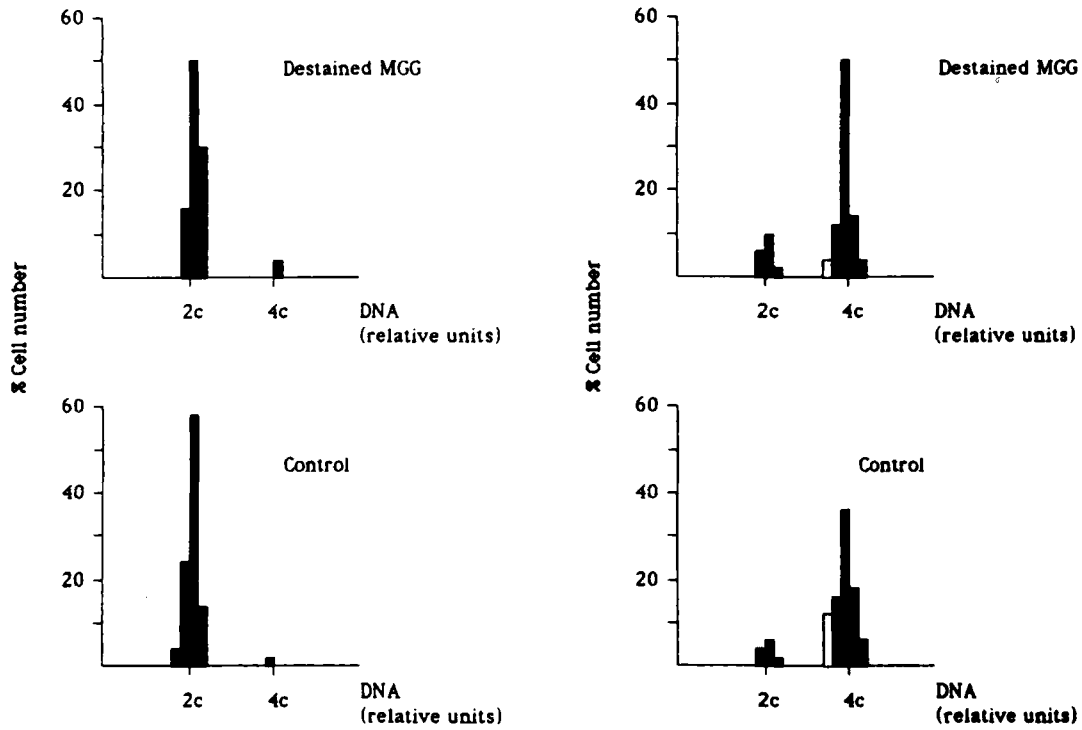 60
Destained MGG
40
20
2c
4c
DNA
(relative units)
% Cell number
60
Control
40
20
2c
4c
DNA
(relative units)
60
Destained MGG
40
20
2c
4c
DNA
(relative units)
% Cell number
60
Control
40
20
2c
4c
DNA
(relative units)